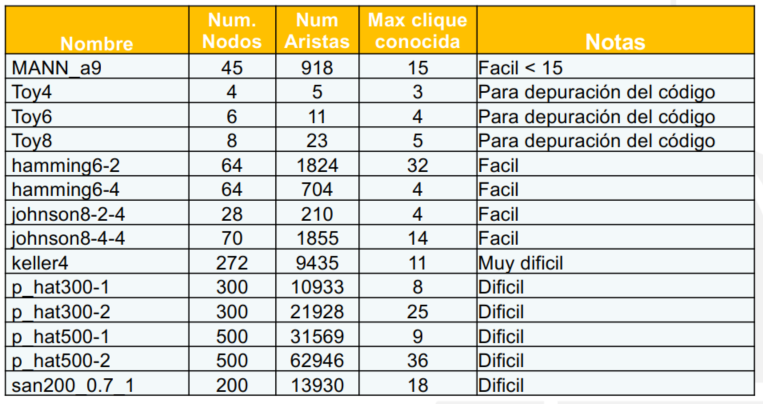 Nombre Num. Nodos Num Aristas Max clique conocida Notas
MANN_a9 45 918 15 Facil < 15
Toy4 4 5 3 Para depuración del código
Toy6 6 11 4 Para depuración del código
Toy8 8 23 5 Para depuración del código
hamming6-2 64 1824 32 Facil
hamming6-4 64 704 4 Facil
johnson8-2-4 28 210 4 Facil
johnson8-4-4 70 1855 14 Facil
keller4 272 9435 11 Muy dificil
p_hat300-1 300 10933 8 Dificil
p_hat300-2 300 21928 25 Dificil
p_hat500-1 500 31569 9 Dificil
p_hat500-2 500 62946 36 Dificil
san200_0.7_1 200 13930 18 Dificil